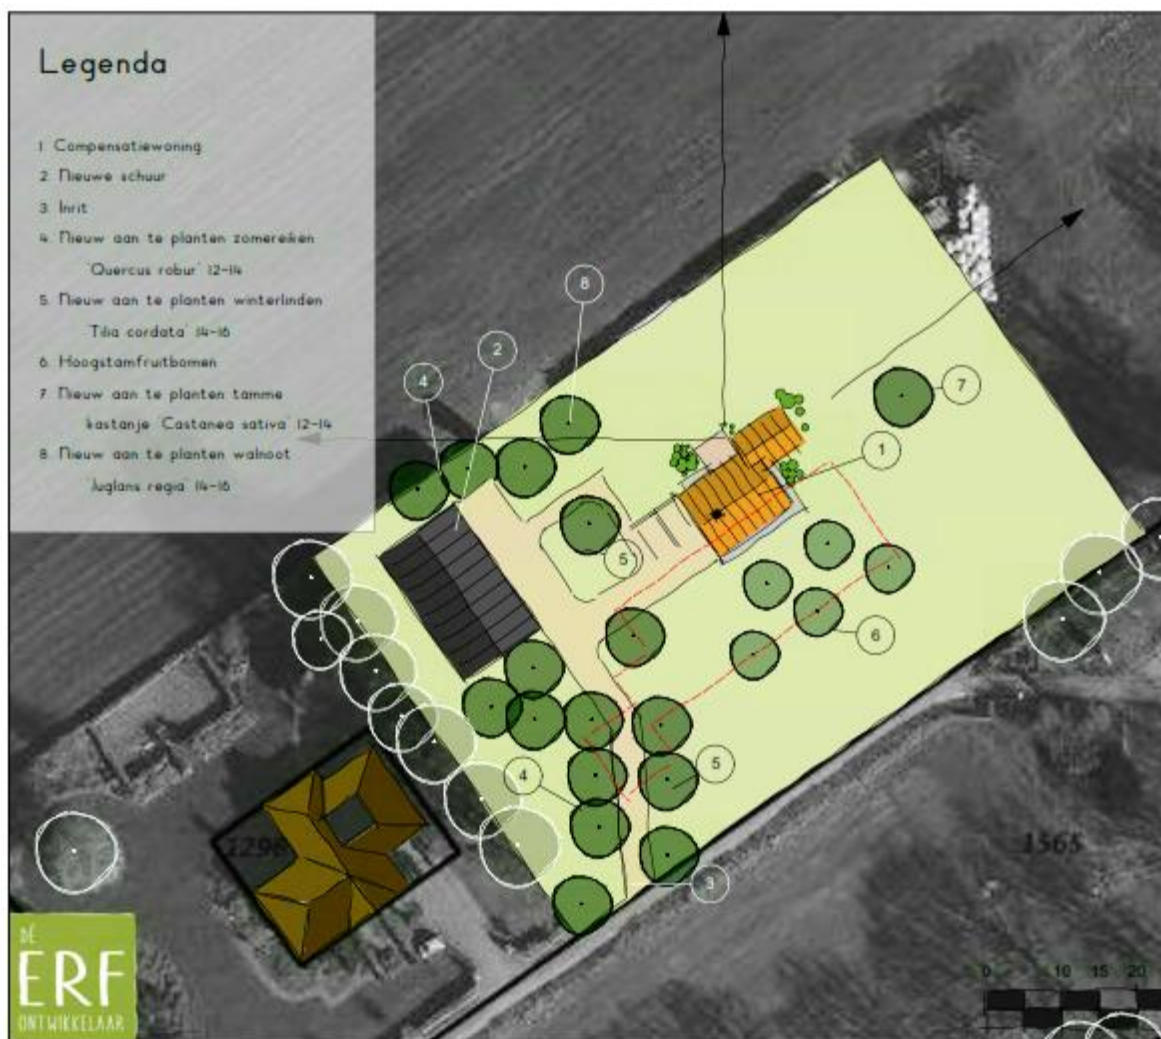 Legenda
1 Compensatiewoning
2. Nieuwe schuur
3. Inrit
4. Nieuw aan te planten zomereiken
'Quercus robur' 12-14
5. Nieuw aan te planten winterlinden
'Tilia cordata' 14-16
6. Hoogstamfruitbomen
7. Nieuw aan te planten tamme
kastanje 'Castanea sativa' 12-14
8. Nieuw aan te planten walnoot
'Juglans regia' 14-16
8
2
4
7
1
5
6
5
4
3
1296
1565
DÉ
ERF
ONTWIKKELAAR
0 10 15 20